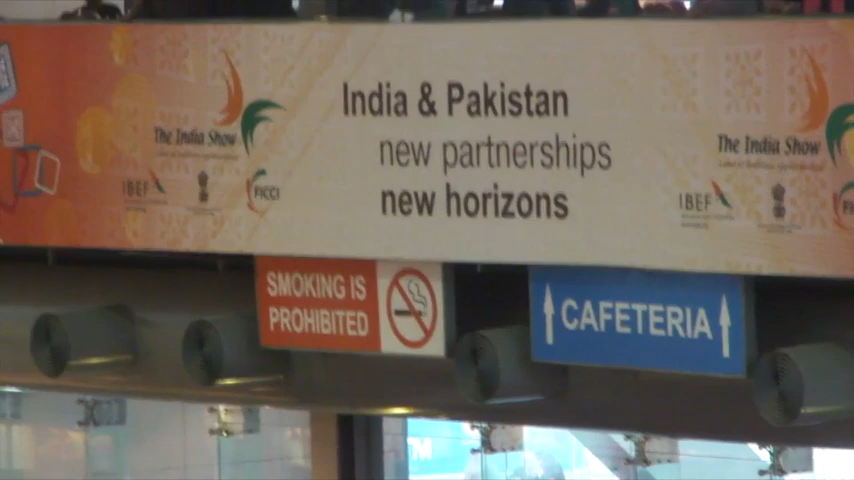 The India Show
IBEF
FICCI
India & Pakistan
new partnerships
new horizons
The India Show
IBEF
SMOKING IS
PROHIBITED
CAFETERIA